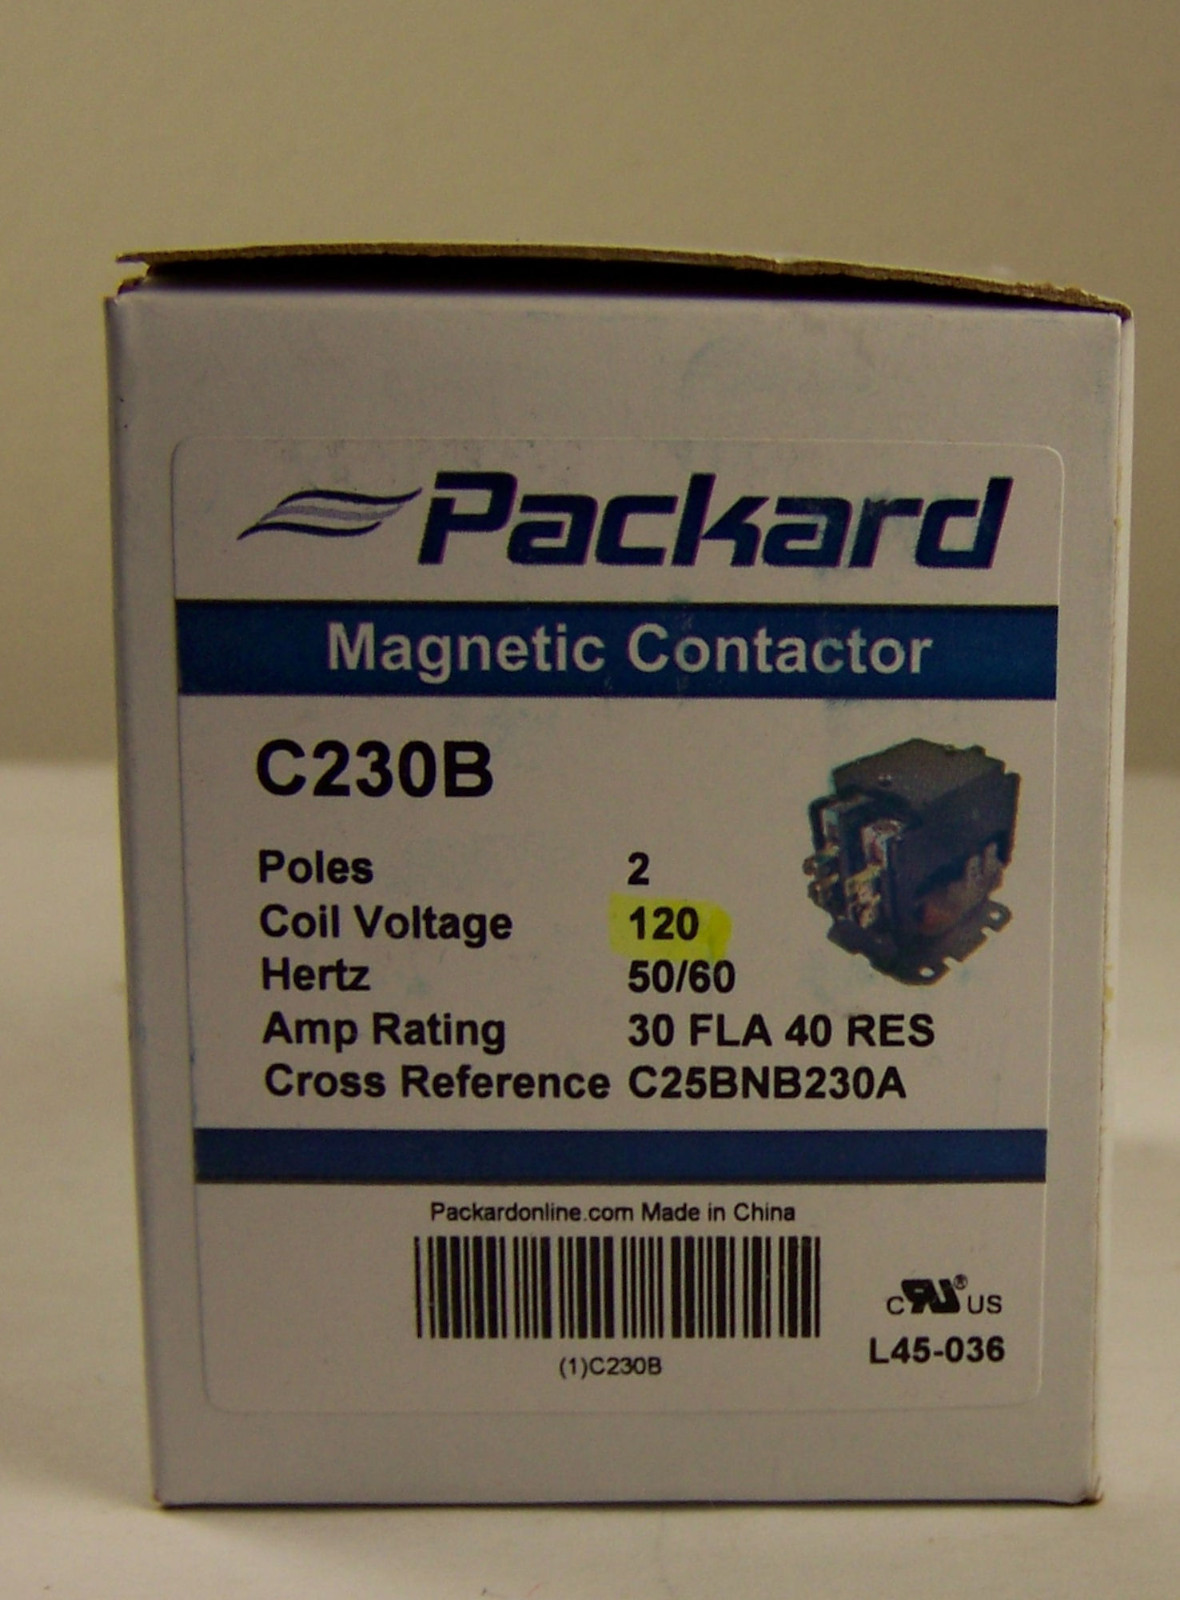 Packard
Magnetic Contactor
C230B
Poles 2
Coil Voltage 120
Hertz 50/60
Amp Rating 30 FLA 40 RES
Cross Reference C25BNB230A
Packardonline.com Made in China
(1)C230B
C RU® US
L45-036